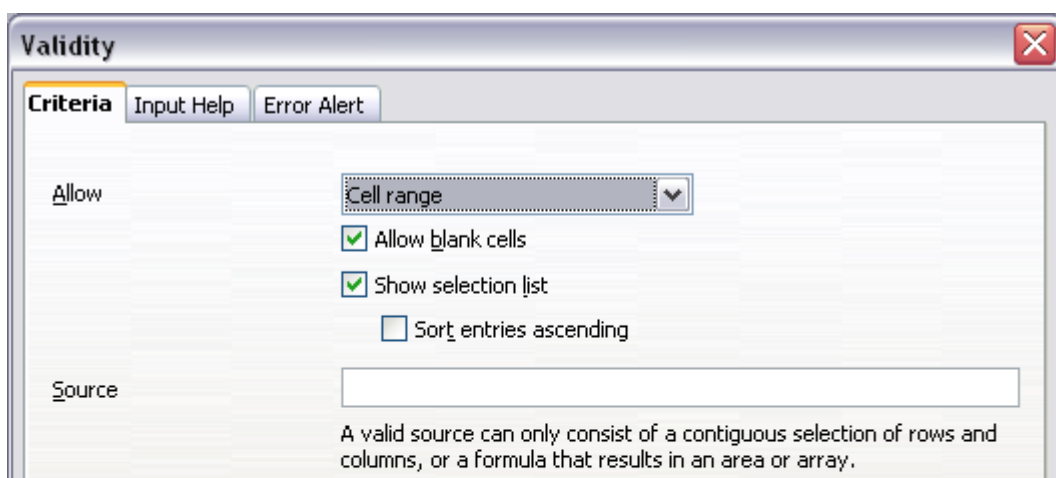 Validity
Criteria Input Help Error Alert
Allow Cell range
Allow blank cells
Show selection list
Sort entries ascending
Source
A valid source can only consist of a contiguous selection of rows and
columns, or a formula that results in an area or array.